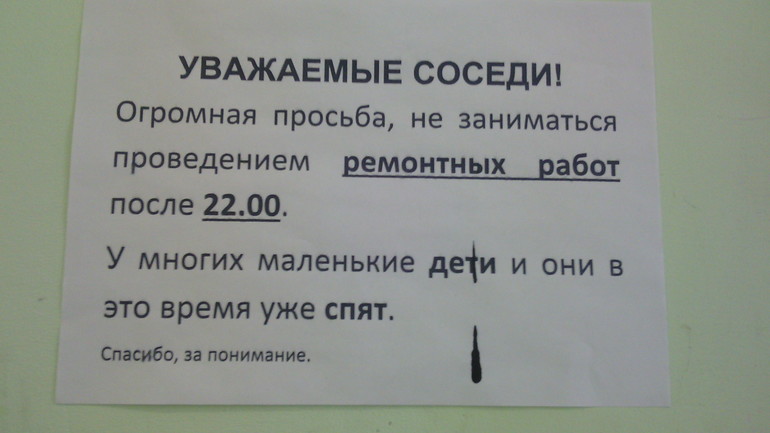 УВАЖАЕМЫЕ СОСЕДИ!
Огромная просьба, не заниматься
проведением ремонтных работ
после 22.00.
У многих маленькие дети и они в
это время уже спят.
Спасибо, за понимание.